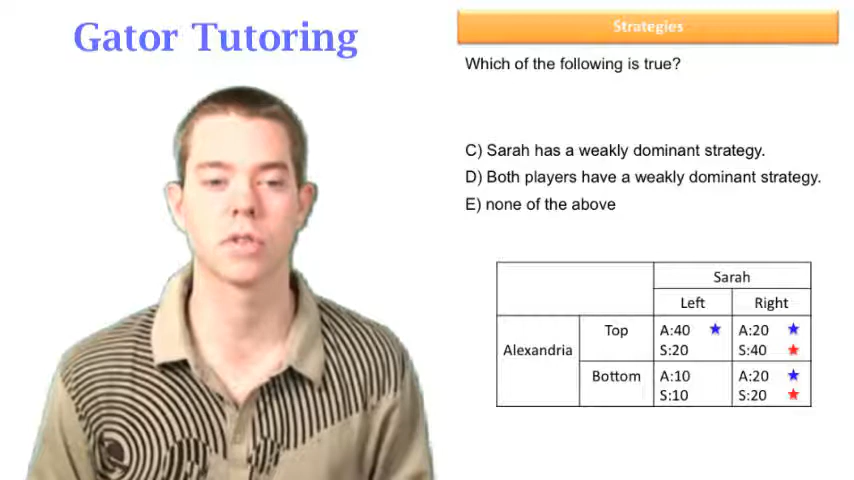 Gator Tutoring
Strategies
Which of the following is true?
C) Sarah has a weakly dominant strategy.
D) Both players have a weakly dominant strategy.
E) none of the above
Sarah
Left Right
Alexandria
Top
A:40 A:20
S:20 S:40
Bottom
A:10 A:20
S:10 S:20